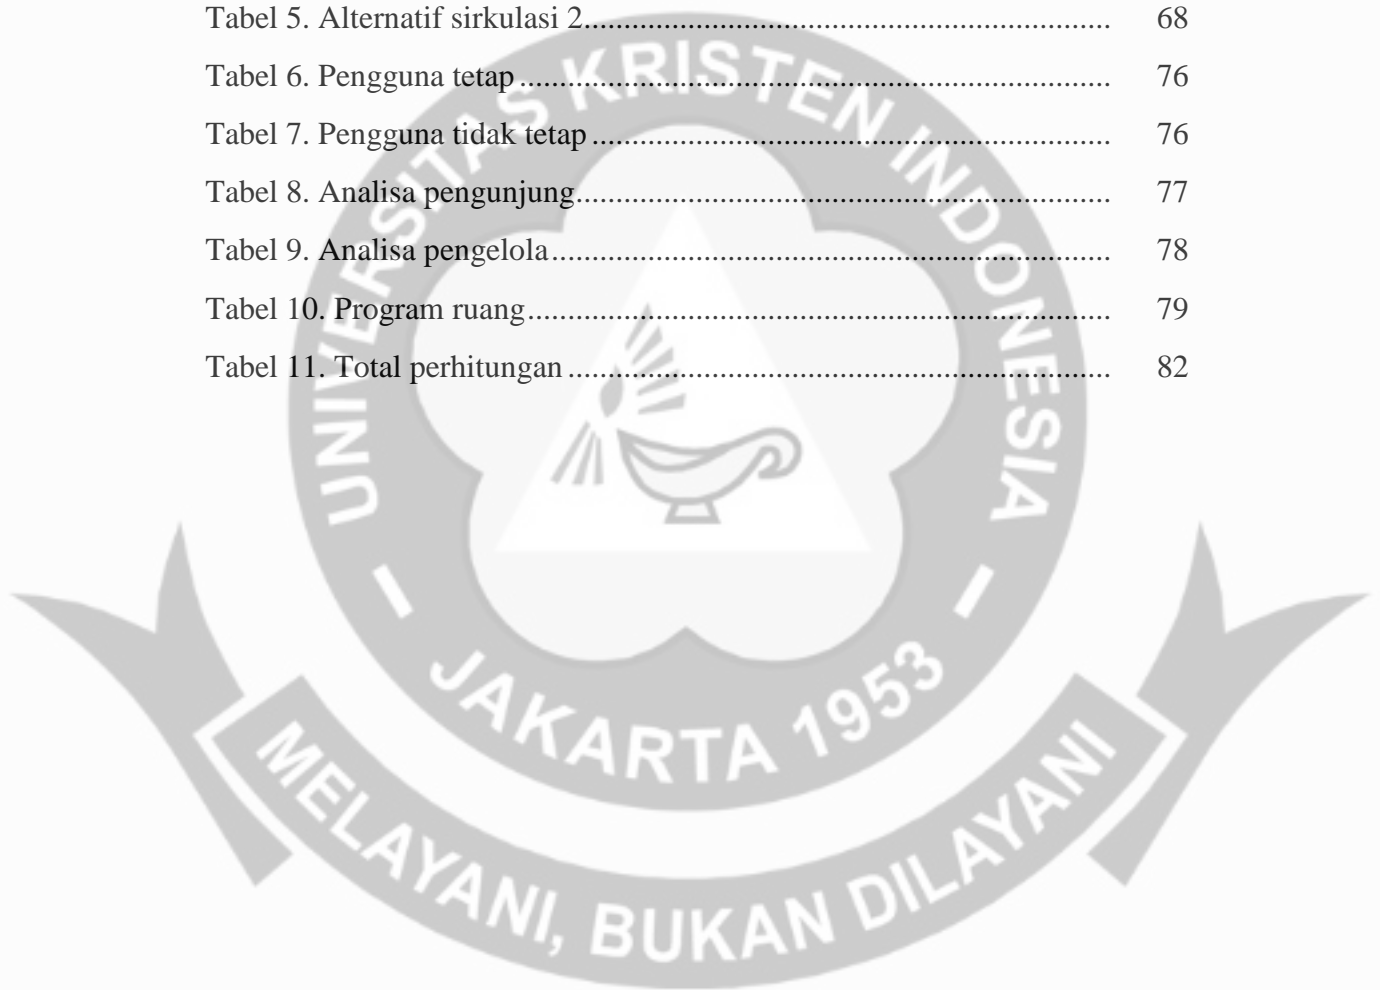 Tabel 5. Alternatif sirkulasi 2................................................................. 68
Tabel 6. Pengguna tetap......................................................................... 76
Tabel 7. Pengguna tidak tetap................................................................ 76
Tabel 8. Analisa pengunjung.................................................................. 77
Tabel 9. Analisa pengelola..................................................................... 78
Tabel 10. Program ruang........................................................................ 79
Tabel 11. Total perhitungan................................................................... 82
UNIVERSITAS KRISTEN INDONESIA
JAKARTA 1953
MELAYANI, BUKAN DILAYANI